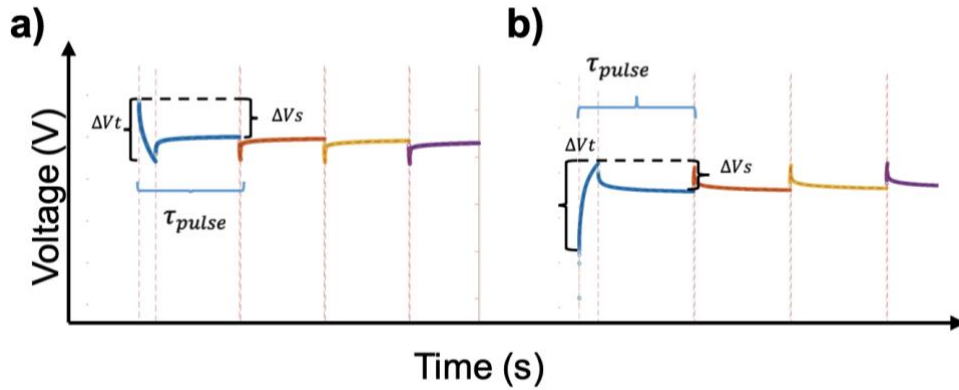 a)
b)
Voltage (V)
ΔVt
ΔVs
τpulse
τpulse
ΔVt
ΔVs
Time (s)